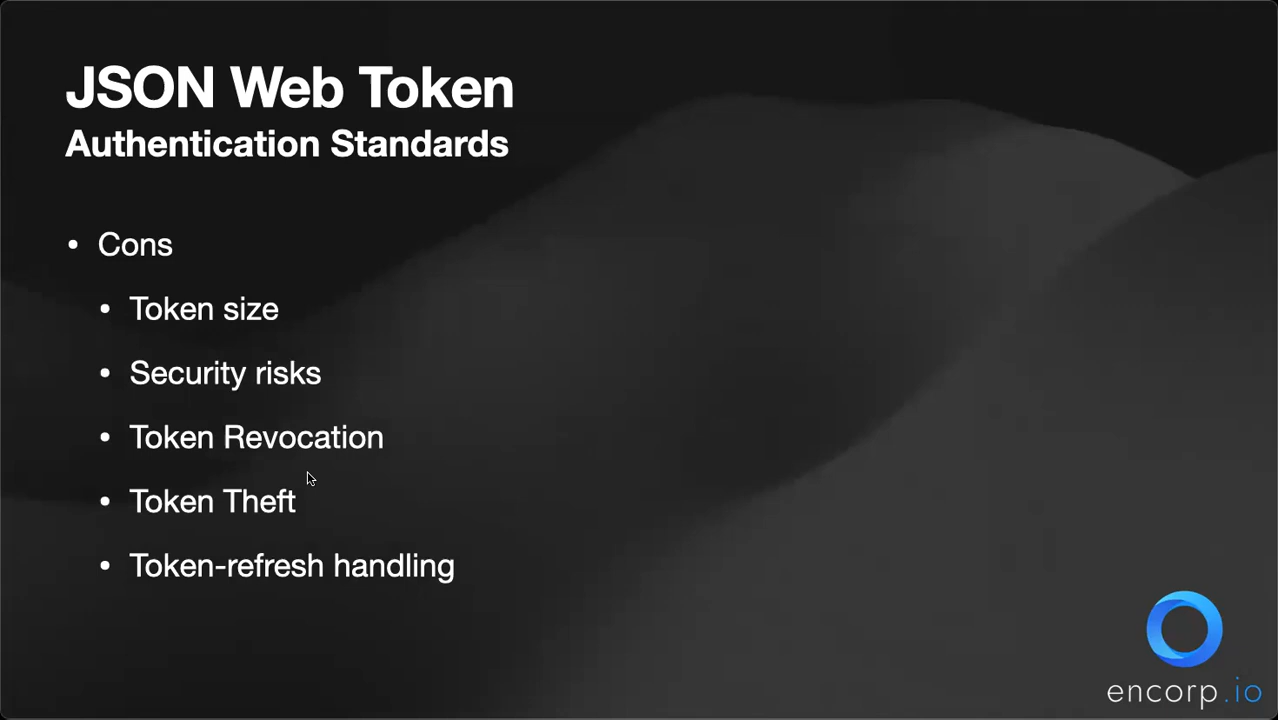 JSON Web Token
Authentication Standards
• Cons
• Token size
• Security risks
• Token Revocation
• Token Theft
• Token-refresh handling
encorp.io